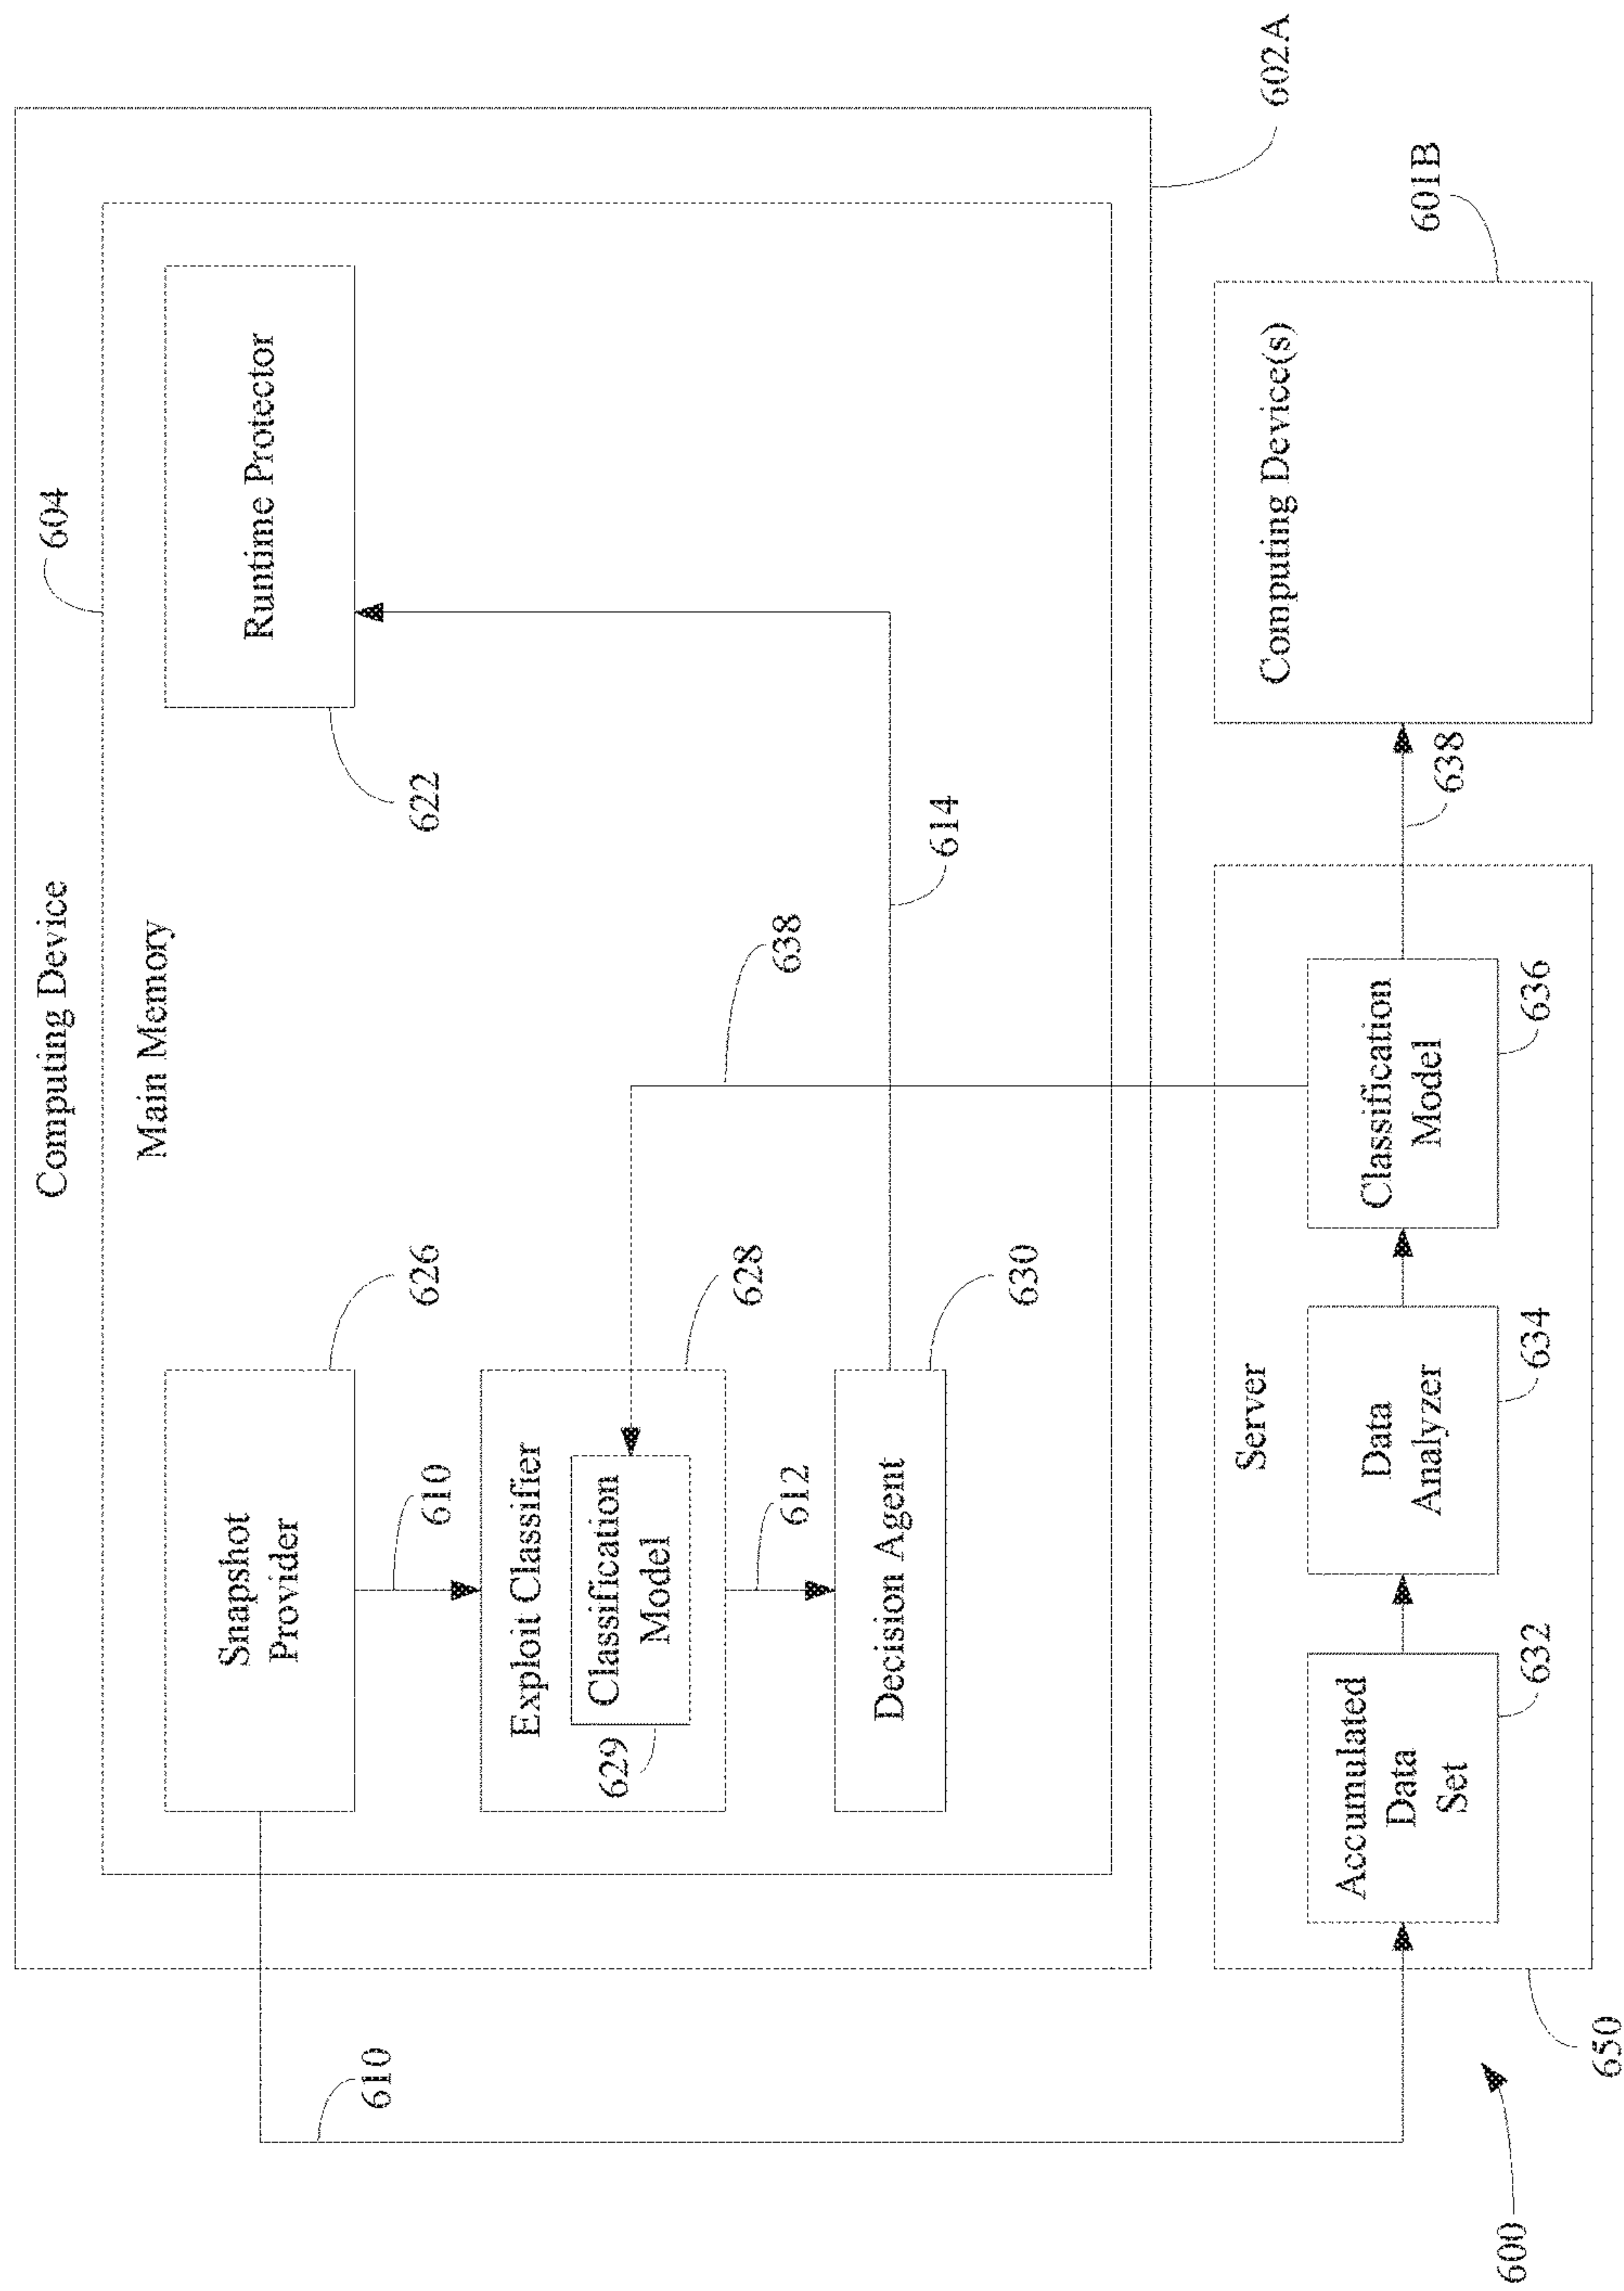 Computing Device
604
Main Memory
Snapshot
Provider
626
Runtime Protector
622
610
610
Exploit Classifier
Classification
Model
629
628
638
612
614
Decision Agent
630
602A
Server
Accumulated
Data
Set
632
Data
Analyzer
634
Classification
Model
636
638
Computing Device(s)
601B
650
600